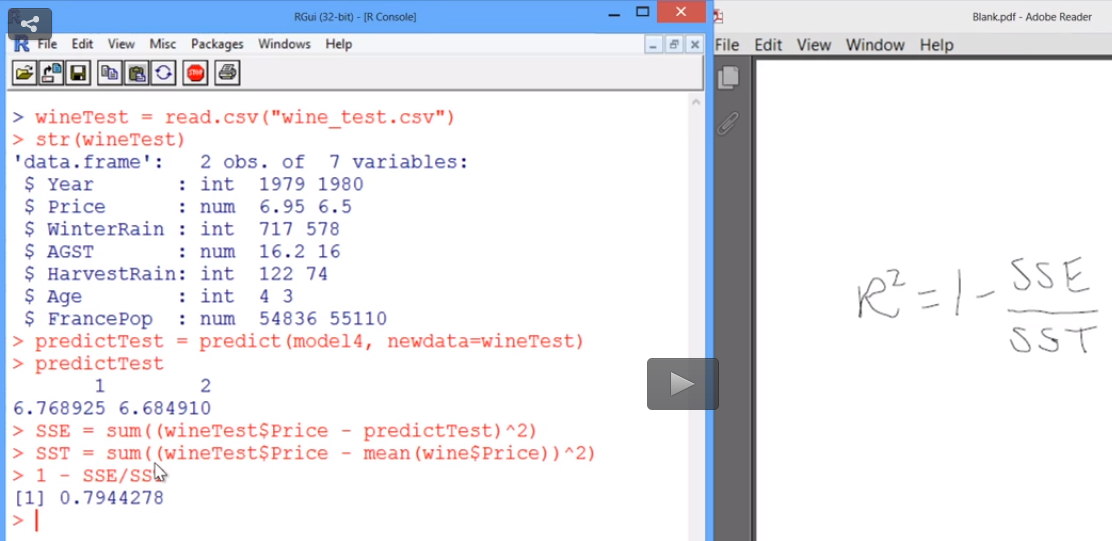 RGui (32-bit) - [R Console]
File Edit View Misc Packages Windows Help
> wineTest = read.csv("wine_test.csv")
> str(wineTest)
'data.frame': 2 obs. of 7 variables:
$ Year : int 1979 1980
$ Price : num 6.95 6.5
$ WinterRain : int 717 578
$ AGST : num 16.2 16
$ HarvestRain: int 122 74
$ Age : int 4 3
$ FrancePop : num 54836 55110
> predictTest = predict(model4, newdata=wineTest)
> predictTest
1 2
6.768925 6.684910
> SSE = sum((wineTest$Price - predictTest)^2)
> SST = sum((wineTest$Price - mean(wine$Price))^2)
> 1 - SSE/SS
[1] 0.7944278
>
Blank.pdf - Adobe Reader
File Edit View Window Help
R² = 1 - SSE
SST